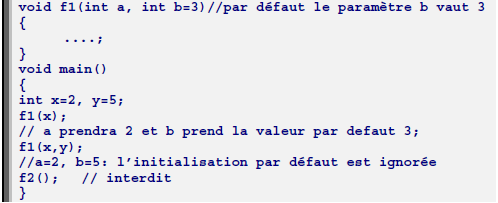 void f1(int a, int b=3)//par défaut le paramètre b vaut 3
{
....;
}
void main()
{
int x=2, y=5;
f1(x);
// a prendra 2 et b prend la valeur par defaut 3;
f1(x,y);
//a=2, b=5: l’initialisation par défaut est ignorée
f2(); // interdit
}